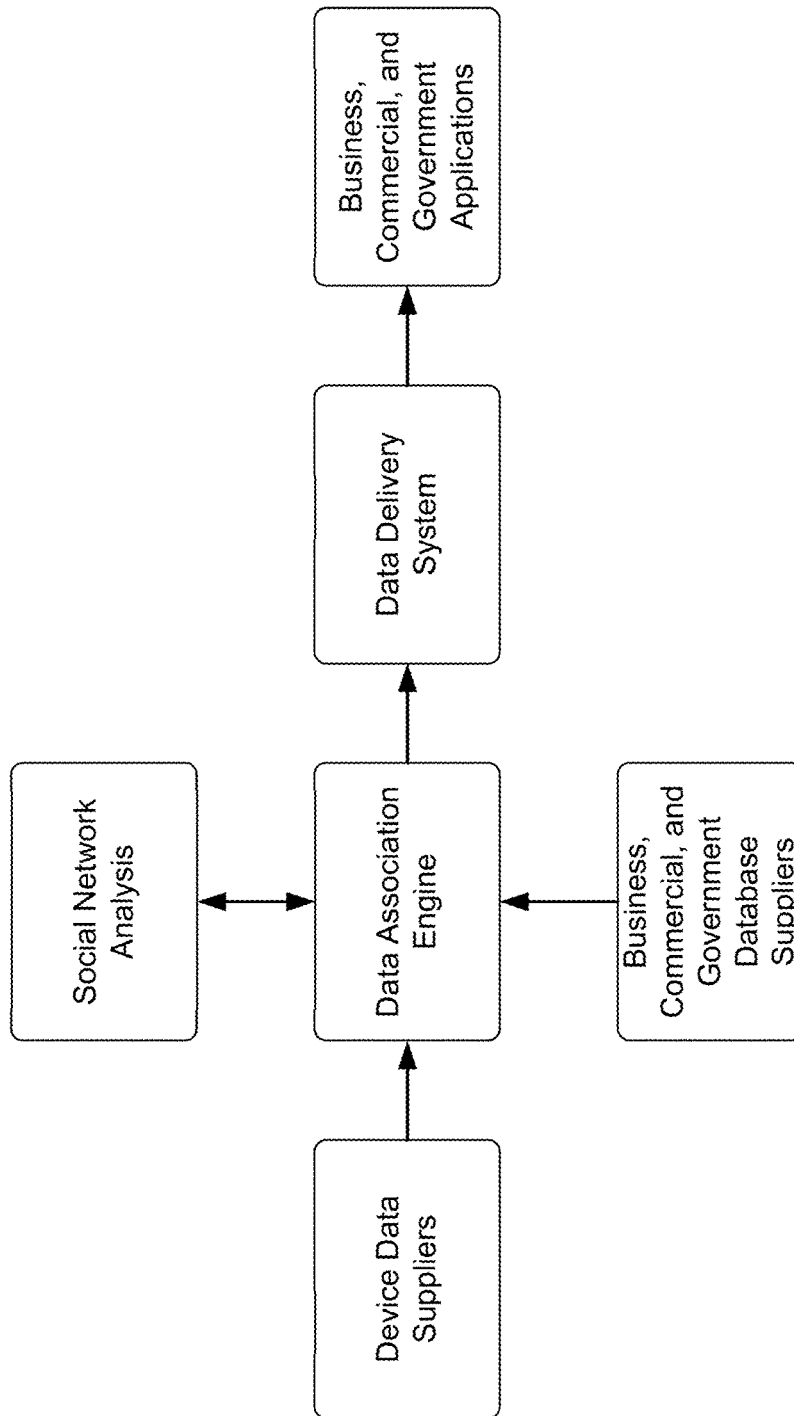 Social Network
Analysis
Device Data
Suppliers
Data Association
Engine
Data Delivery
System
Business,
Commercial, and
Government
Applications
Business,
Commercial, and
Government
Database
Suppliers